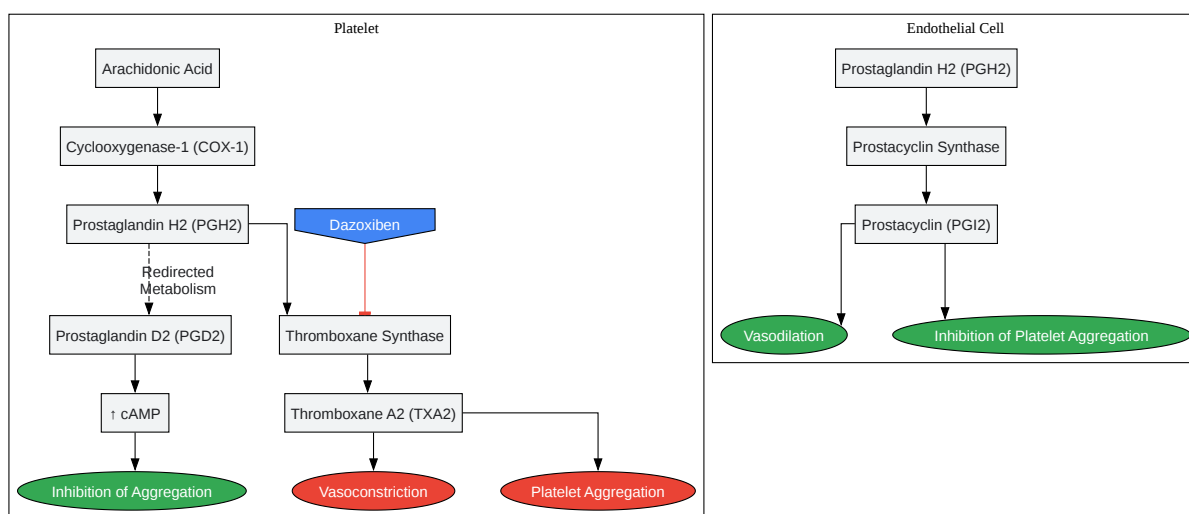 Platelet
Arachidonic Acid
Cyclooxygenase-1 (COX-1)
Prostaglandin H2 (PGH2)
Dazoxiben
Redirected
Metabolism
Prostaglandin D2 (PGD2)
Thromboxane Synthase
↑ cAMP
Thromboxane A2 (TXA2)
Inhibition of Aggregation
Vasoconstriction
Platelet Aggregation
Endothelial Cell
Prostaglandin H2 (PGH2)
Prostacyclin Synthase
Prostacyclin (PGI2)
Vasodilation
Inhibition of Platelet Aggregation